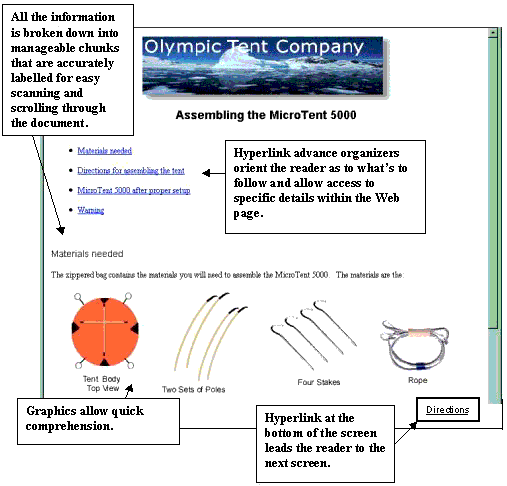 All the information
is broken down into
manageable chunks
that are accurately
labelled for easy
scanning and
scrolling through
the document.
Olympic Tent Company
Assembling the MicroTent 5000
• Materials needed
• Directions for assembling the tent
• MicroTent 5000 after proper setup
• Warning
Hyperlink advance organizers
orient the reader as to what's to
follow and allow access to
specific details within the Web
page.
Materials needed
The zippered bag contains the materials you will need to assemble the MicroTent 5000. The materials are the:
Tent Body
Top View
Two Sets of Poles
Four Stakes
Rope
Graphics allow quick
comprehension.
Hyperlink at the
bottom of the screen
leads the reader to the
next screen.
Directions